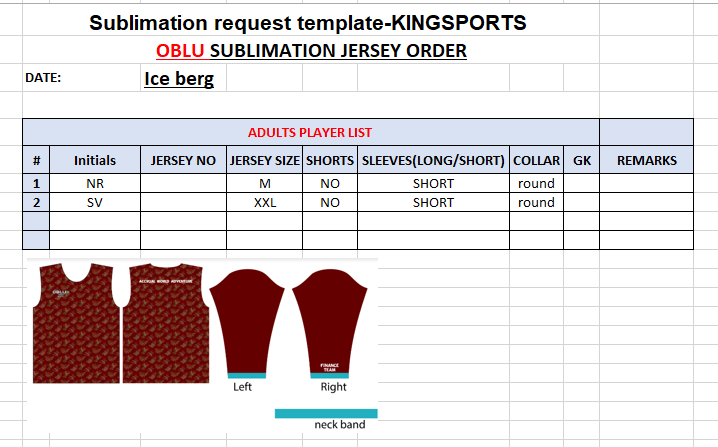 Sublimation request template-KINGSPORTS
OBLU SUBLIMATION JERSEY ORDER
DATE: Ice berg
ADULTS PLAYER LIST
# Initials JERSEY NO JERSEY SIZE SHORTS SLEEVES(LONG/SHORT) COLLAR GK REMARKS
1 NR M NO SHORT round
2 SV XXL NO SHORT round
ACCRUAL WORLD ADVENTURE
FINANCE
TEAM
Left Right
neck band